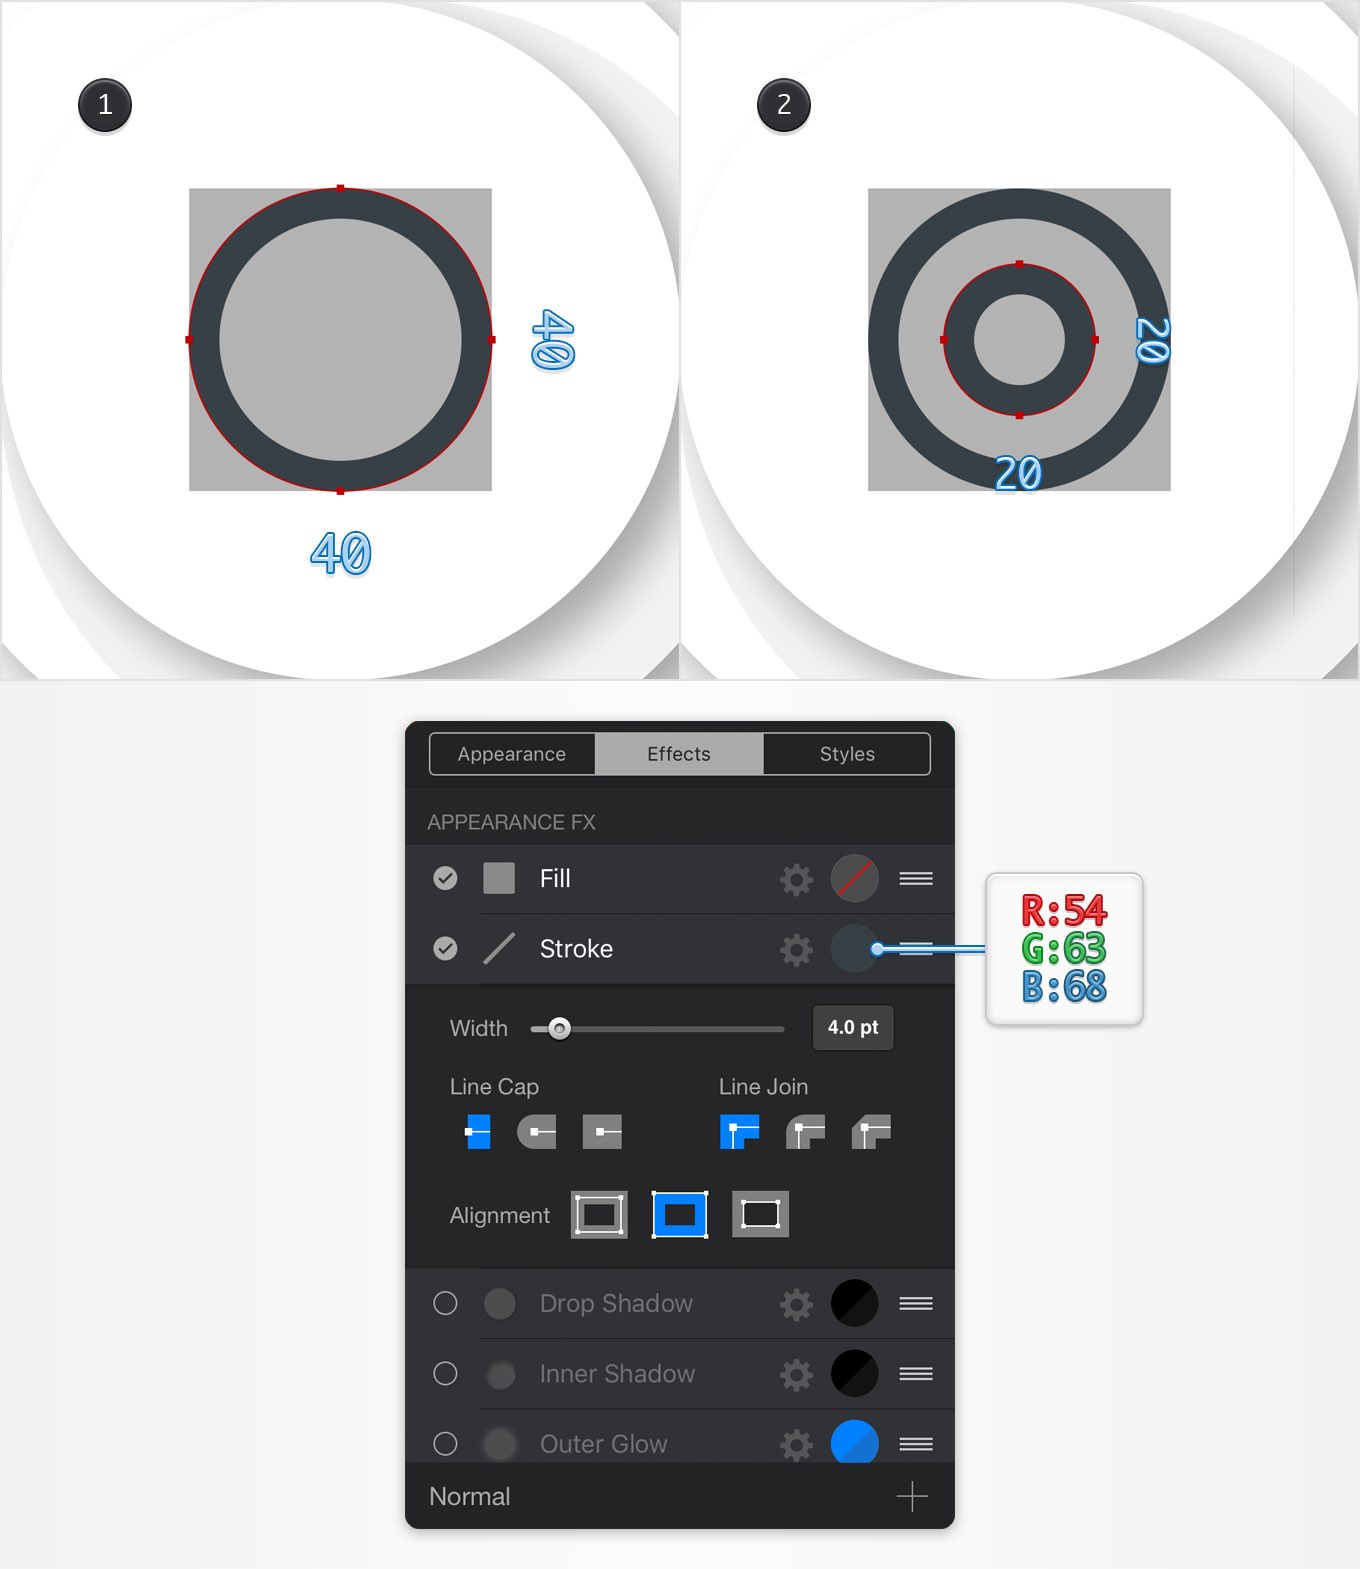 1
40
40
2
20
20
Appearance Effects Styles
APPEARANCE FX
Fill
Stroke
R:54
G:63
B:68
Width 4.0 pt
Line Cap Line Join
Alignment
Drop Shadow
Inner Shadow
Outer Glow
Normal